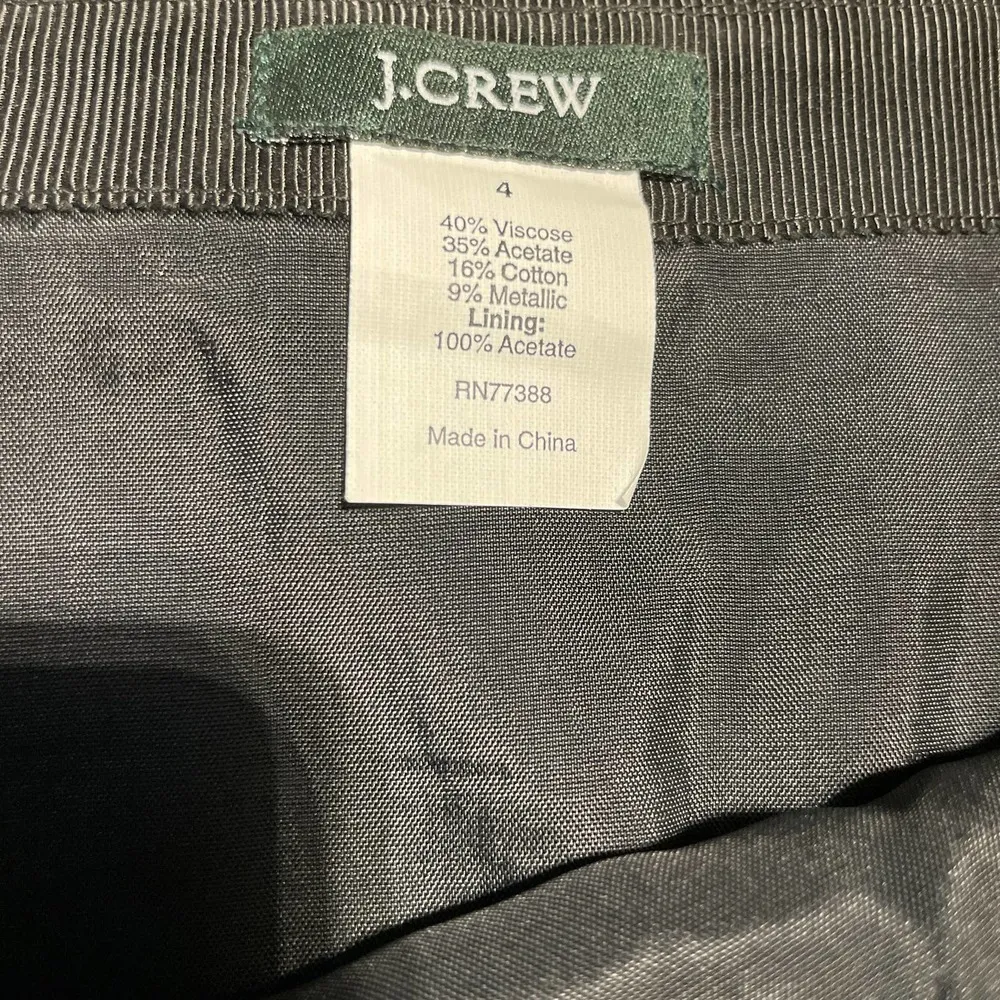 J.CREW
4
40% Viscose
35% Acetate
16% Cotton
9% Metallic
Lining:
100% Acetate
RN77388
Made in China